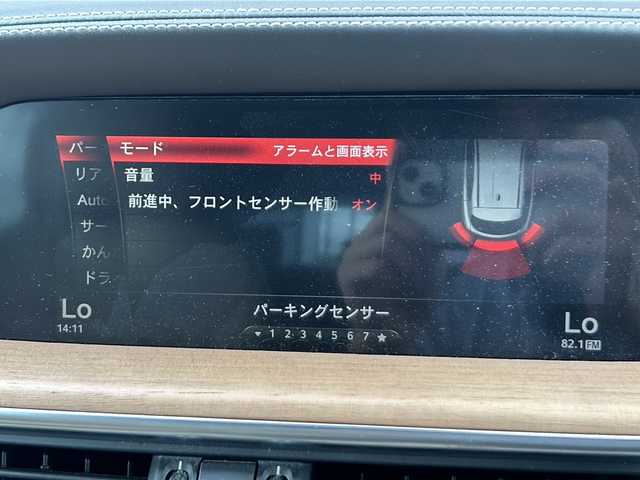 パー モード アラームと画面表示
リア 音量 中
Auto 前進中、フロントセンサー作動 オン
サー
かん
ドラ
Lo パーキングセンサー Lo
14:11 1 2 3 4 5 6 7 ★ 82.1 FM